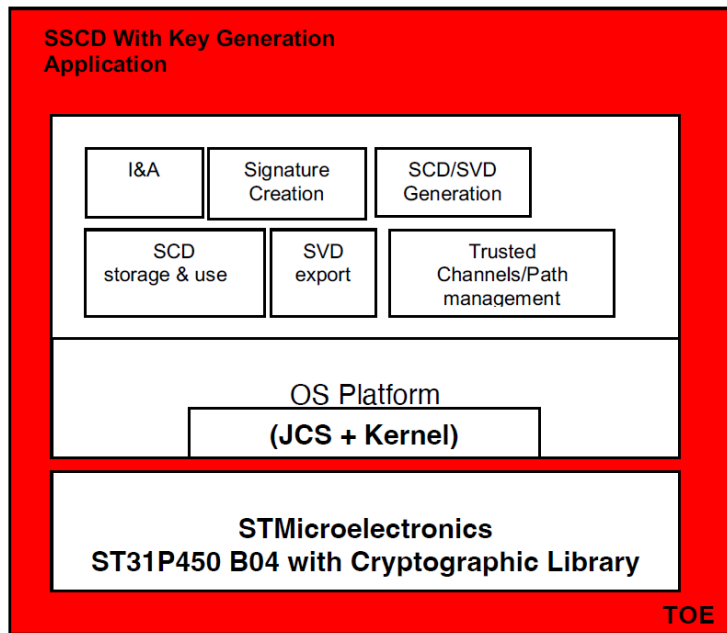 SSCD With Key Generation
Application
I&A
Signature
Creation
SCD/SVD
Generation
SCD
storage & use
SVD
export
Trusted
Channels/Path
management
OS Platform
(JCS + Kernel)
STMicroelectronics
ST31P450 B04 with Cryptographic Library
TOE